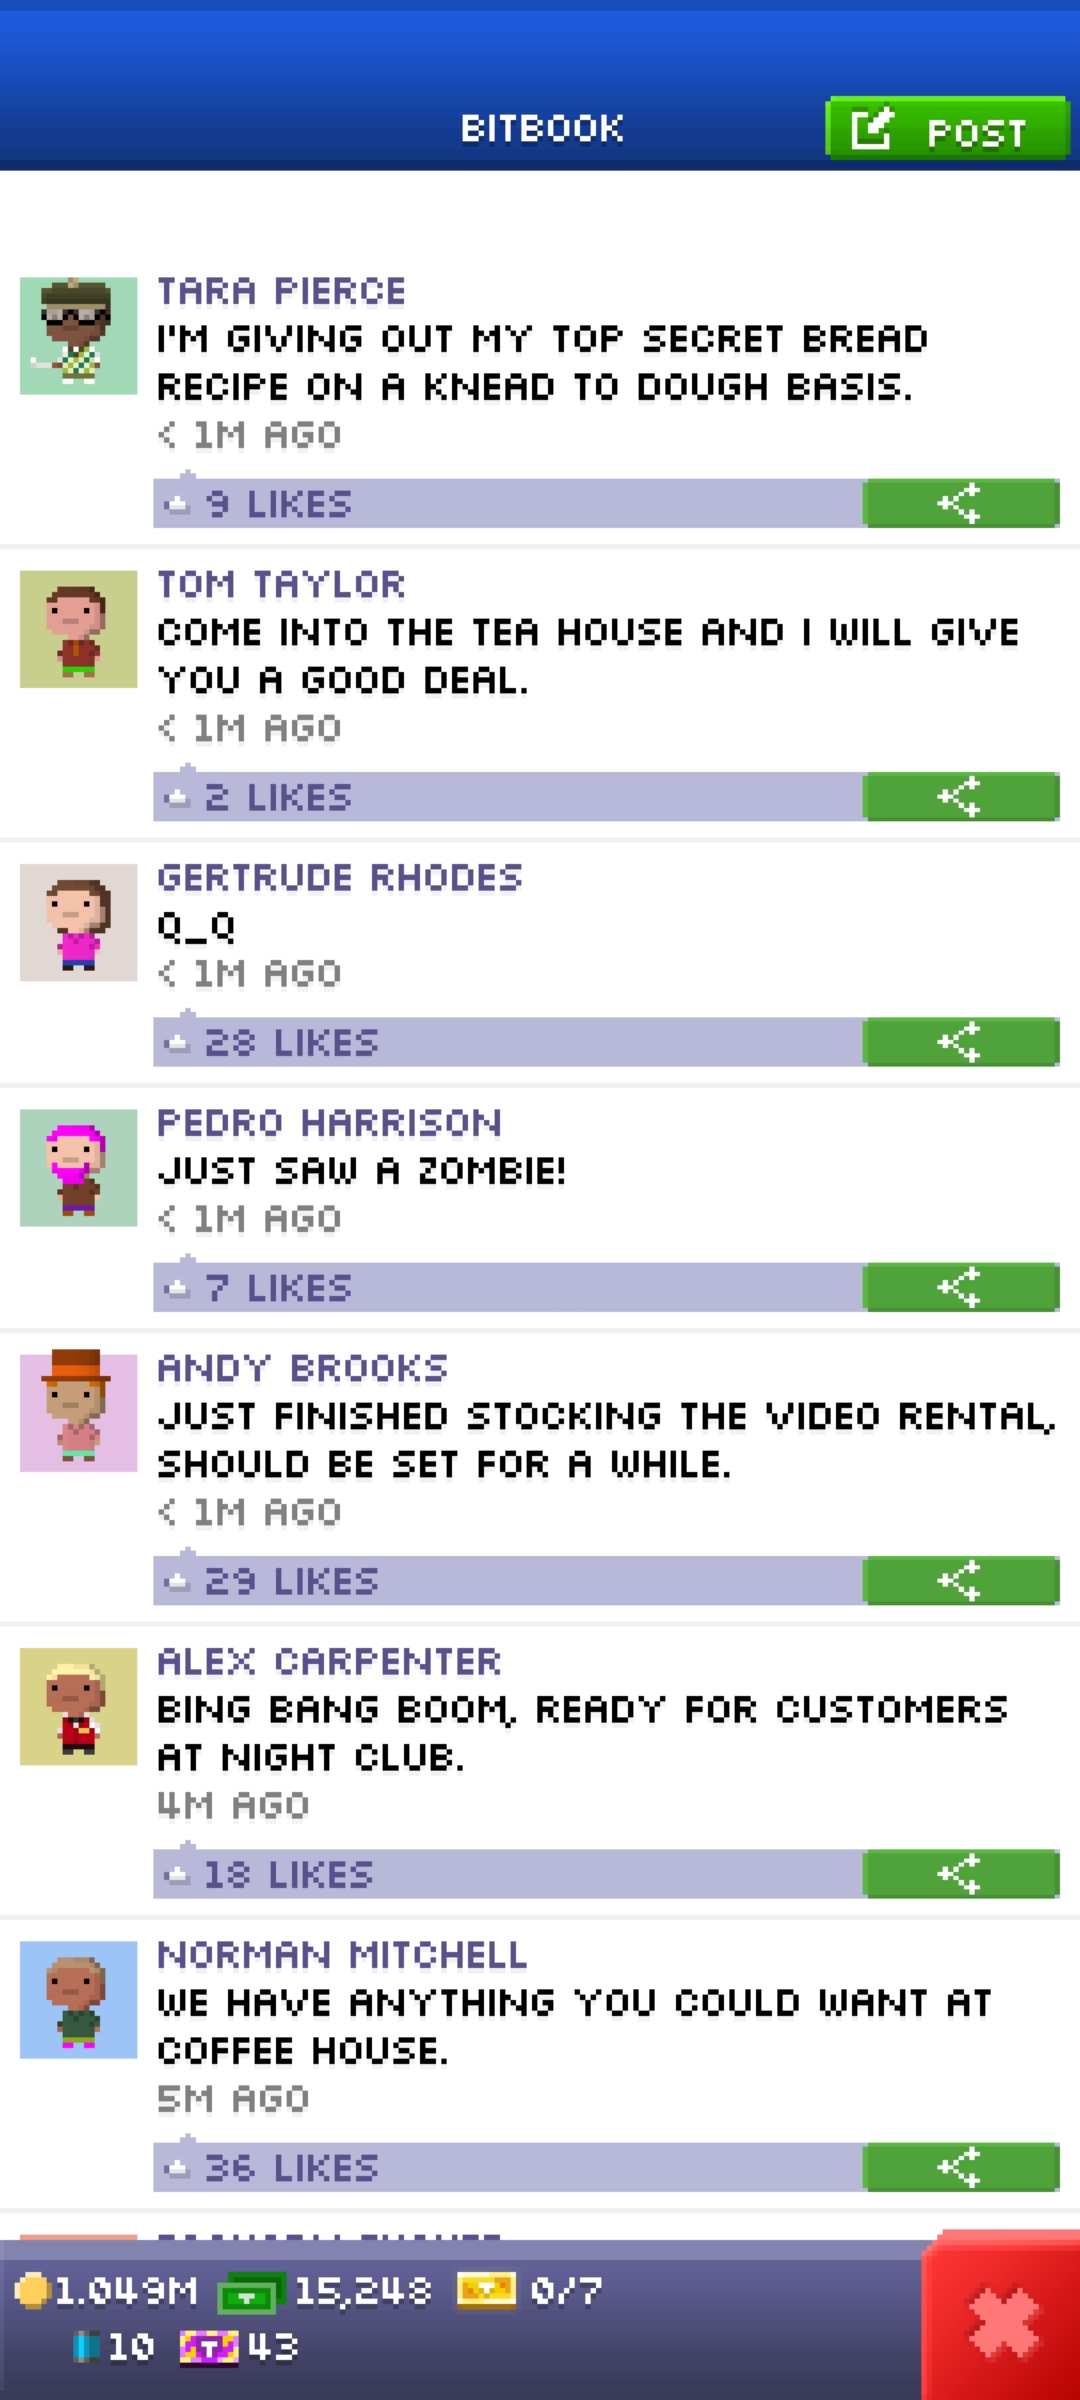 BITBOOK
POST
TARA PIERCE
I'M GIVING OUT MY TOP SECRET BREAD
RECIPE ON A KNEAD TO DOUGH BASIS.
< 1M AGO
9 LIKES
TOM TAYLOR
COME INTO THE TEA HOUSE AND I WILL GIVE
YOU A GOOD DEAL.
< 1M AGO
2 LIKES
GERTRUDE RHODES
Q_Q
< 1M AGO
28 LIKES
PEDRO HARRISON
JUST SAW A ZOMBIE!
< 1M AGO
7 LIKES
ANDY BROOKS
JUST FINISHED STOCKING THE VIDEO RENTAL,
SHOULD BE SET FOR A WHILE.
< 1M AGO
29 LIKES
ALEX CARPENTER
BING BANG BOOM, READY FOR CUSTOMERS
AT NIGHT CLUB.
4M AGO
18 LIKES
NORMAN MITCHELL
WE HAVE ANYTHING YOU COULD WANT AT
COFFEE HOUSE.
5M AGO
36 LIKES
1.049M 15,248 0/7
10 T 43